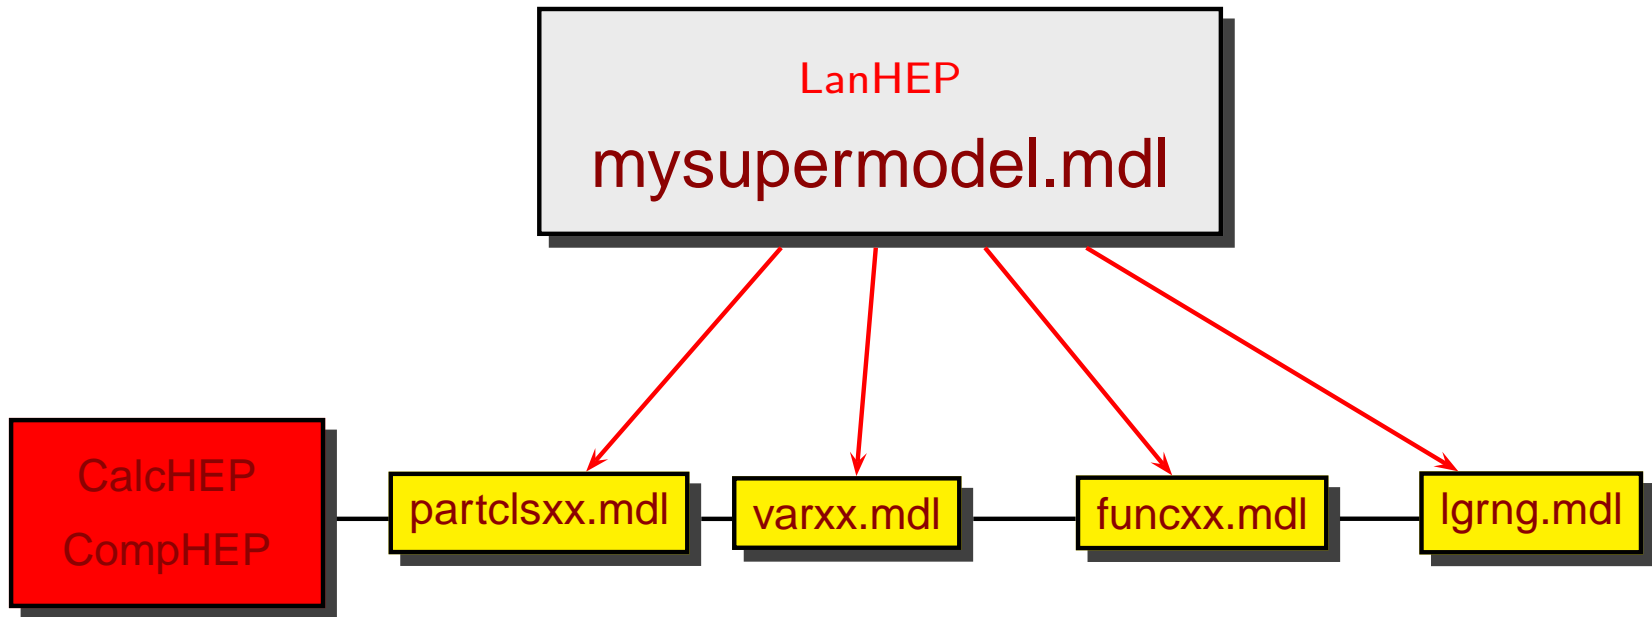 LanHEP
mysupermodel.mdl
CalcHEP
CompHEP
partclsxx.mdl
varxx.mdl
funcxx.mdl
lgrng.mdl